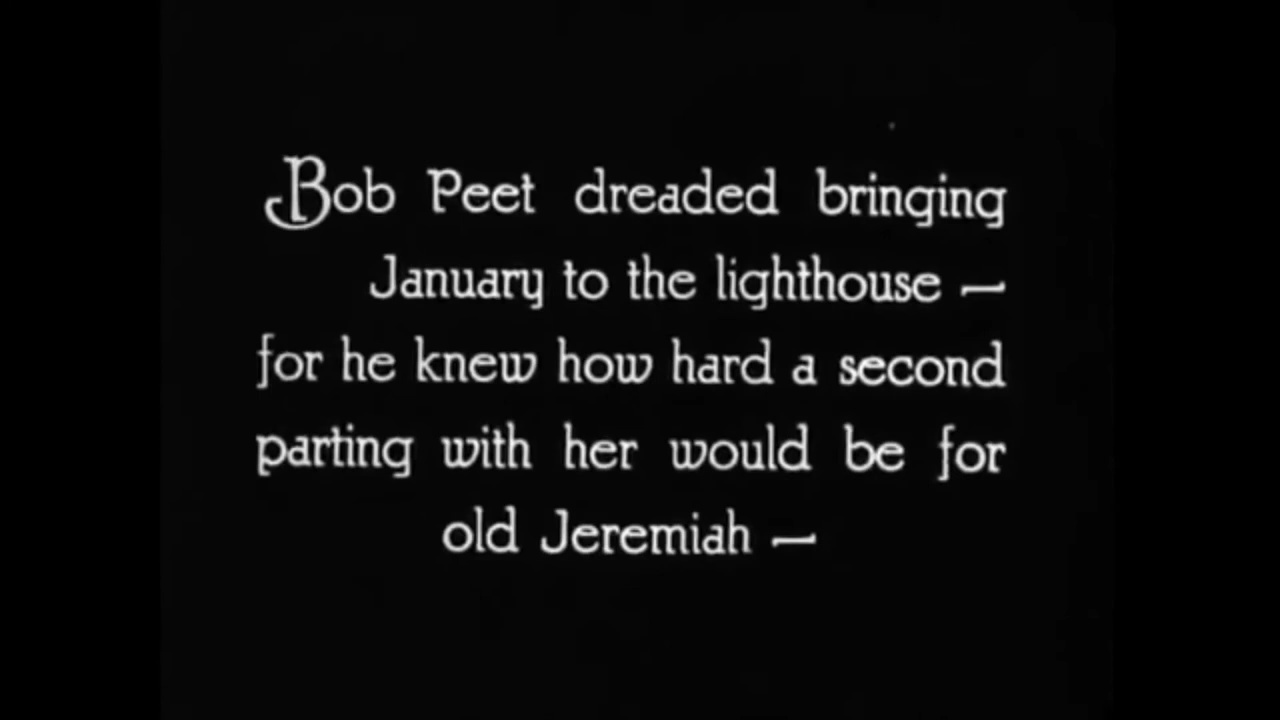 Bob Peet dreaded bringing
January to the lighthouse —
for he knew how hard a second
parting with her would be for
old Jeremiah —